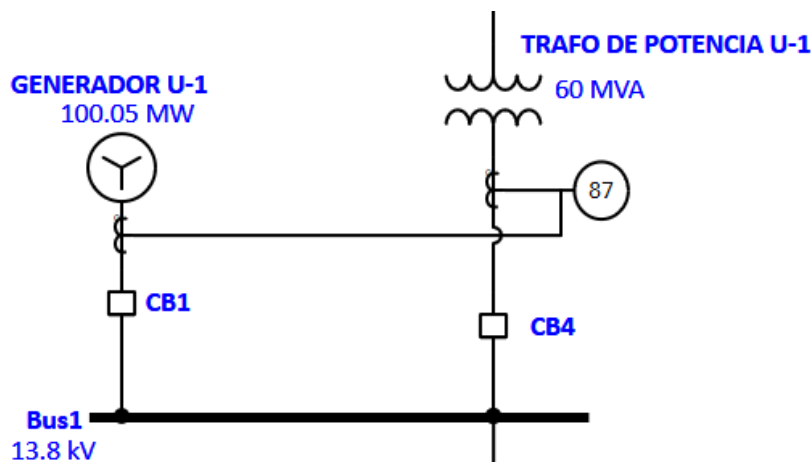 TRAFO DE POTENCIA U-1
60 MVA
GENERADOR U-1
100.05 MW
87
CB1
CB4
Bus1
13.8 kV